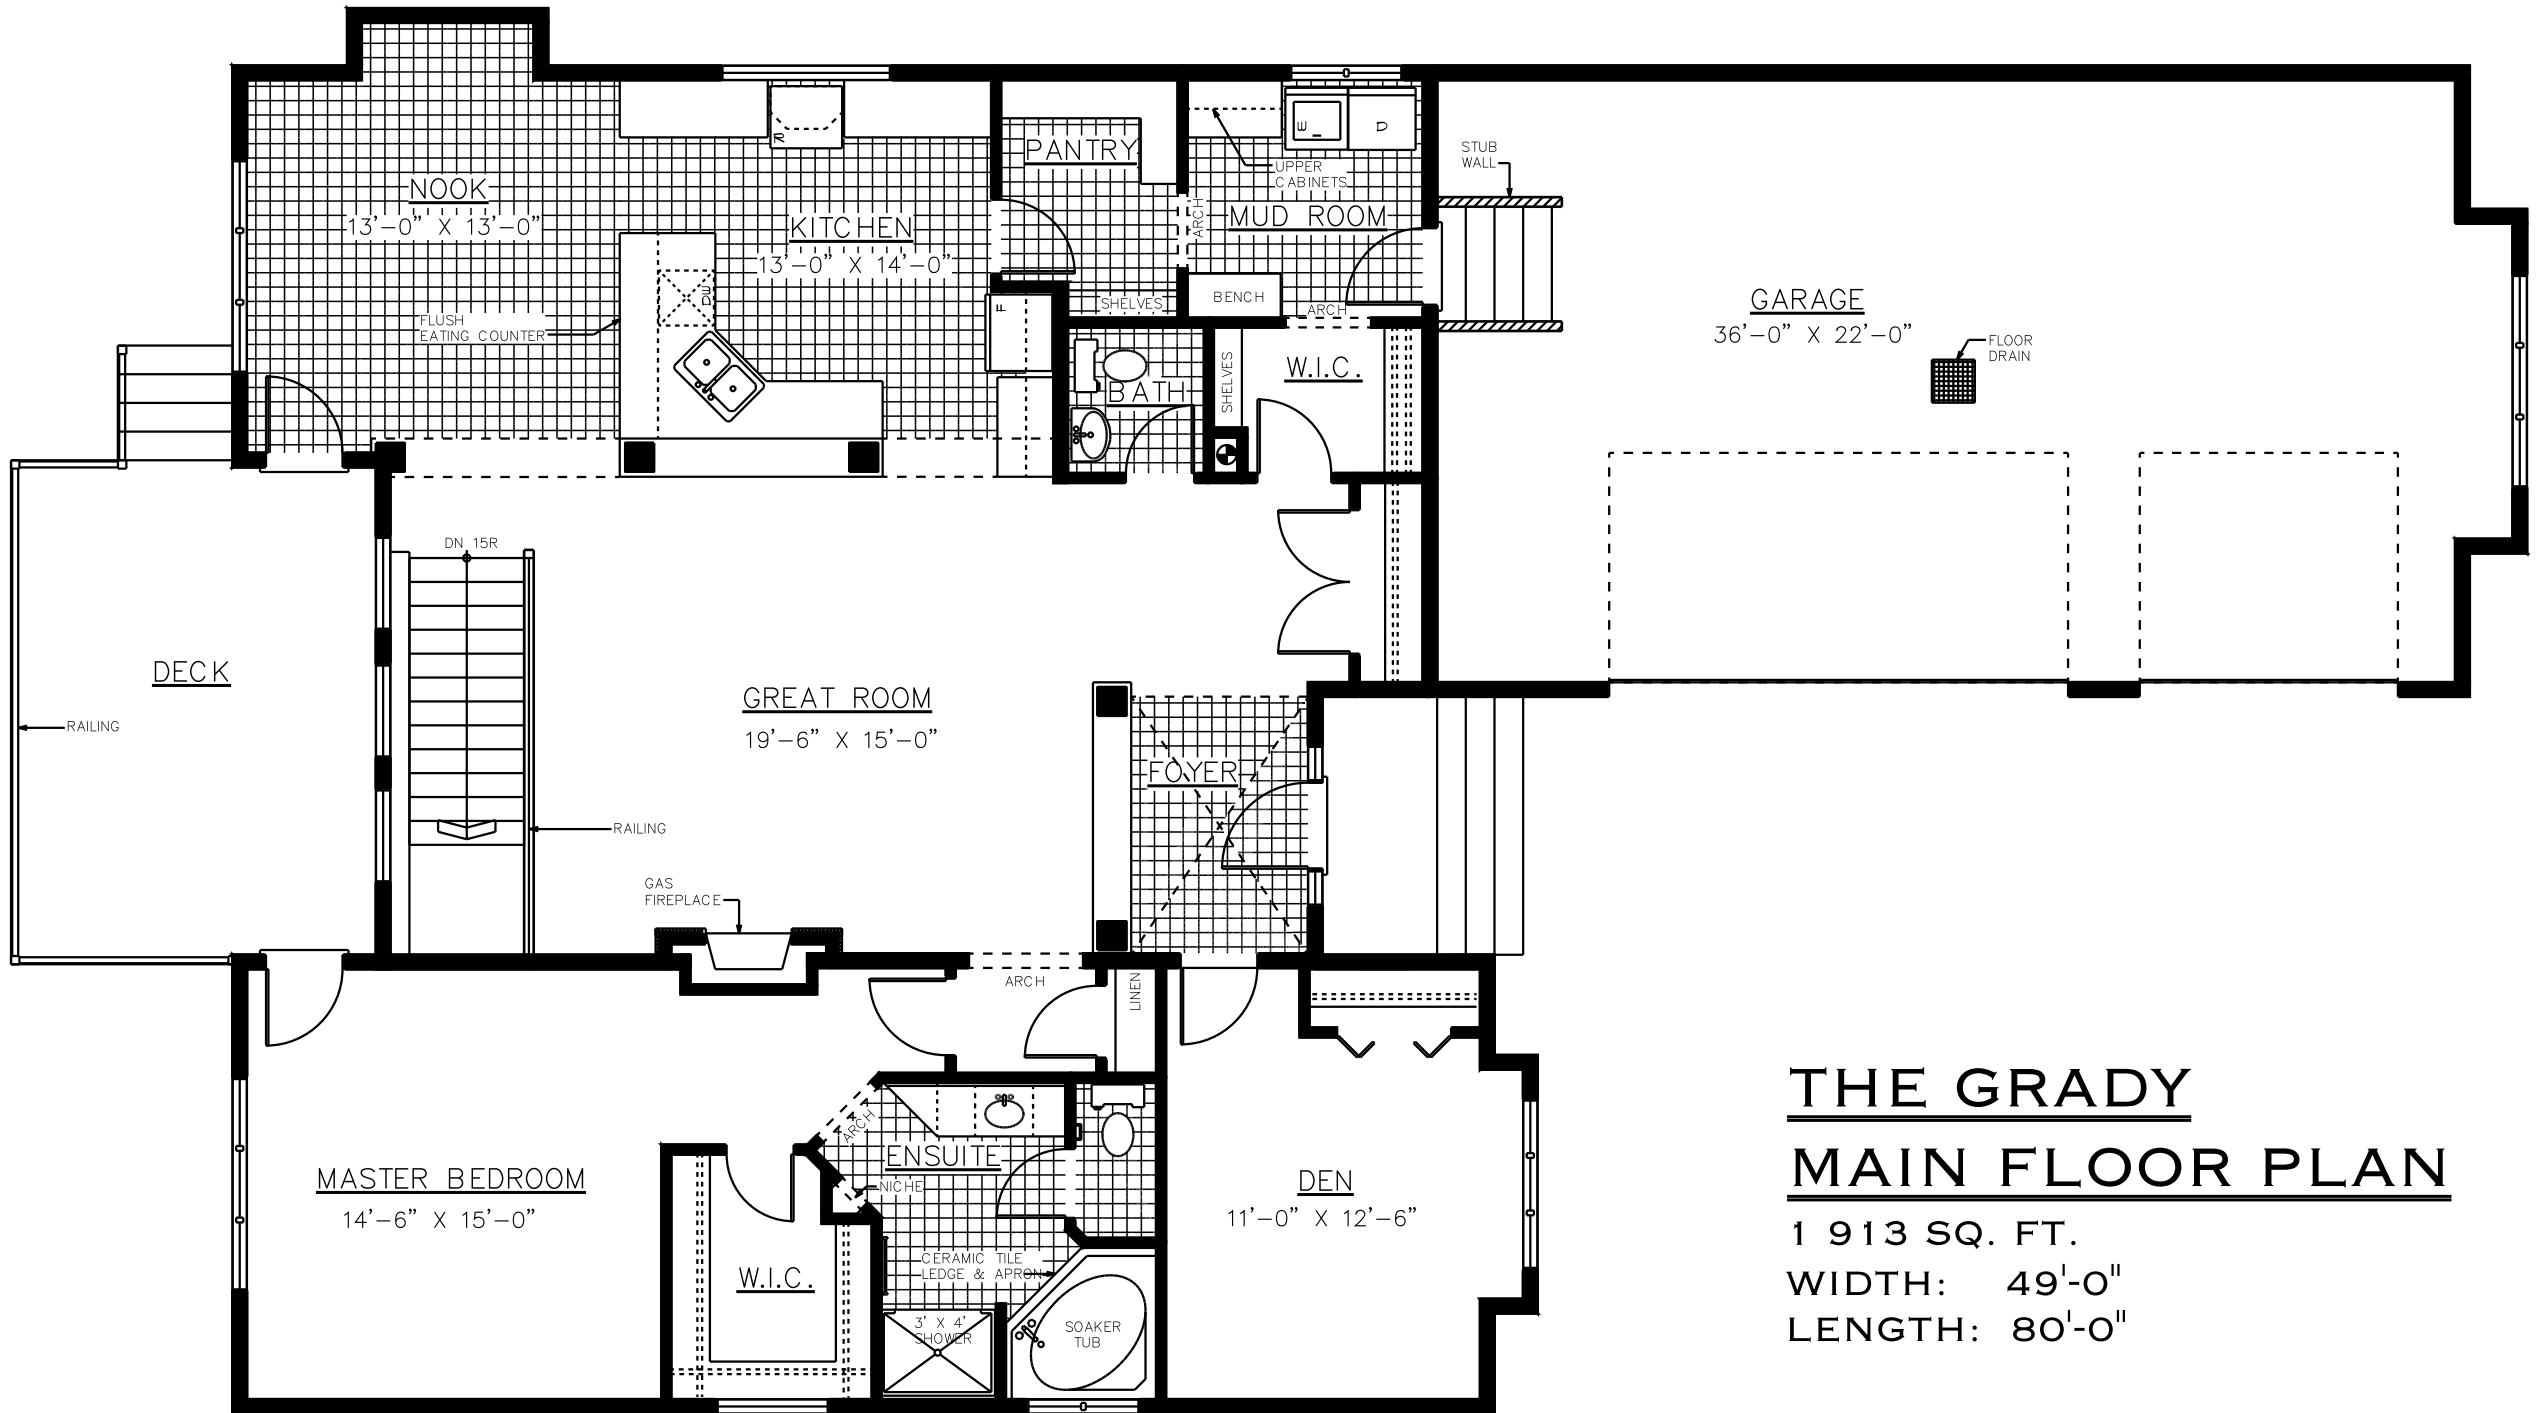 STUB
WALL
PANTRY
UPPER
CABINETS
W
D
70
NOOK
13'-0" X 13'-0"
KITCHEN
13'-0" X 14'-0"
ARCH
MUD ROOM
DW
F
SHELVES
BENCH
ARCH
GARAGE
36'-0" X 22'-0"
FLUSH
EATING COUNTER
FLOOR
DRAIN
BATH
SHELVES
W.I.C.
DN 15R
DECK
RAILING
GREAT ROOM
19'-6" X 15'-0"
FOYER
RAILING
GAS
FIREPLACE
ARCH
LINEN
ARCH
ENSUITE
NICHE
MASTER BEDROOM
14'-6" X 15'-0"
DEN
11'-0" X 12'-6"
W.I.C.
CERAMIC TILE
LEDGE & APRON
3' X 4'
SHOWER
SOAKER
TUB
THE GRADY
MAIN FLOOR PLAN
1 913 SQ. FT.
WIDTH: 49'-0"
LENGTH: 80'-0"